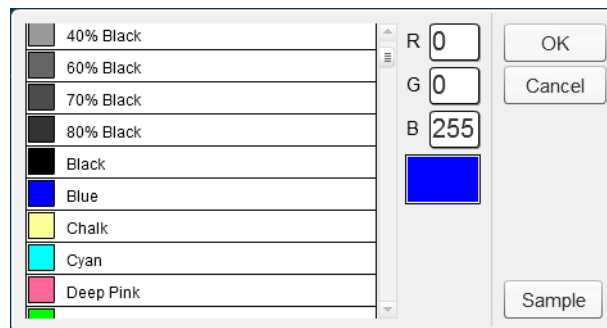 40% Black
60% Black
70% Black
80% Black
Black
Blue
Chalk
Cyan
Deep Pink
R 0
G 0
B 255
OK
Cancel
Sample